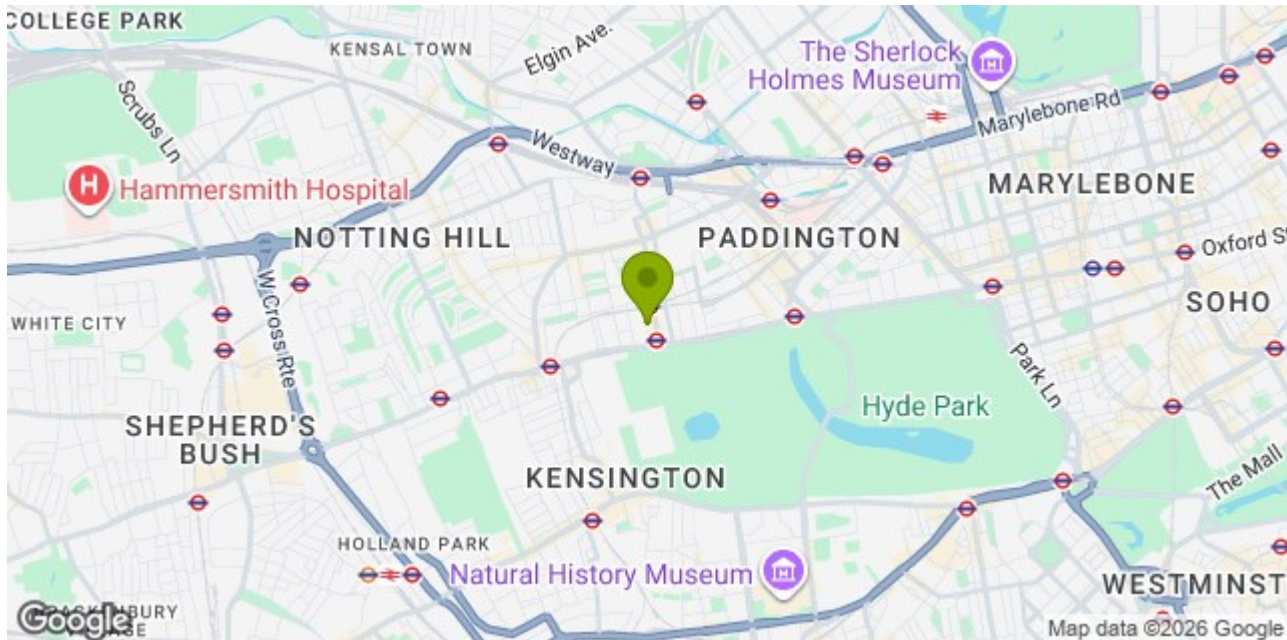 COLLEGE PARK
KENSAL TOWN
Elgin Ave.
The Sherlock
Holmes Museum
Scrubs Ln
Marylebone Rd
Westway
Hammersmith Hospital
H
MARYLEBONE
NOTTING HILL
PADDINGTON
Oxford St
W Cross Rte
WHITE CITY
SOHO
Park Ln
Hyde Park
SHEPHERD'S
BUSH
KENSINGTON
The Mall
HOLLAND PARK
Natural History Museum
WESTMINST
Google
Map data ©2026 Google